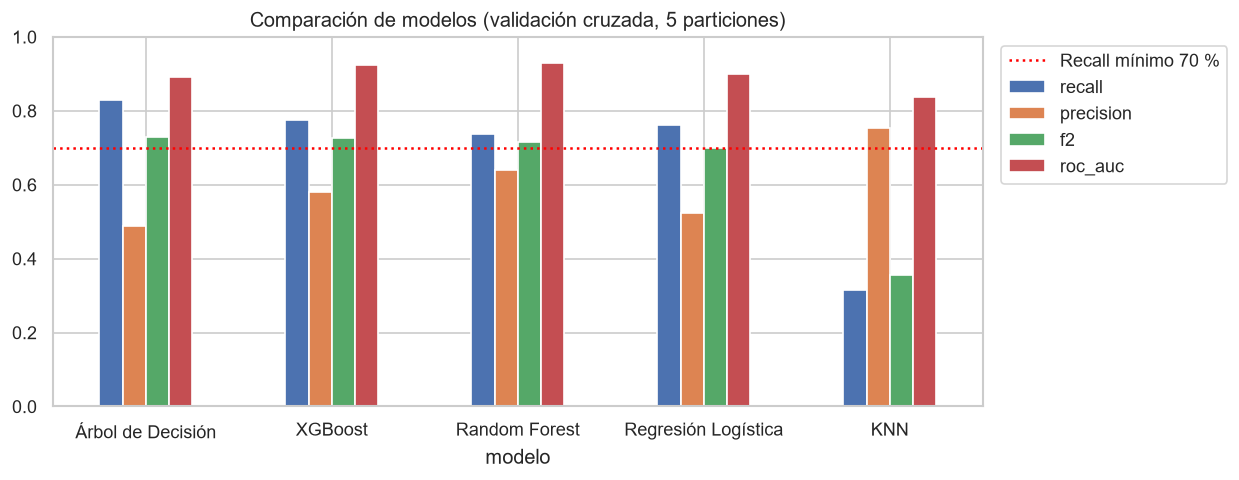 Comparación de modelos (validación cruzada, 5 particiones)
1.0
0.8
0.6
0.4
0.2
0.0
Árbol de Decisión
XGBoost
Random Forest
Regresión Logística
KNN
modelo
Recall mínimo 70 %
recall
precision
f2
roc_auc